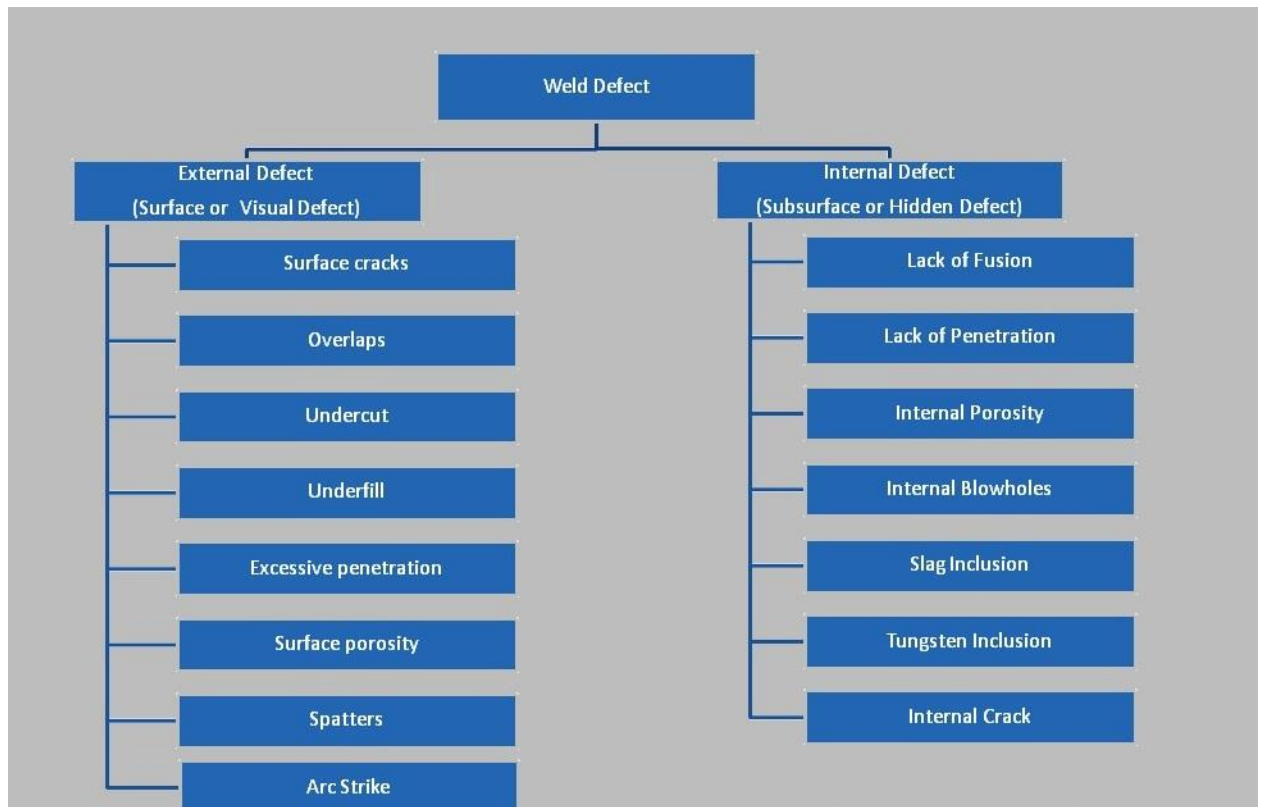 Weld Defect
External Defect
(Surface or Visual Defect)
Surface cracks
Overlaps
Undercut
Underfill
Excessive penetration
Surface porosity
Spatters
Arc Strike
Internal Defect
(Subsurface or Hidden Defect)
Lack of Fusion
Lack of Penetration
Internal Porosity
Internal Blowholes
Slag Inclusion
Tungsten Inclusion
Internal Crack